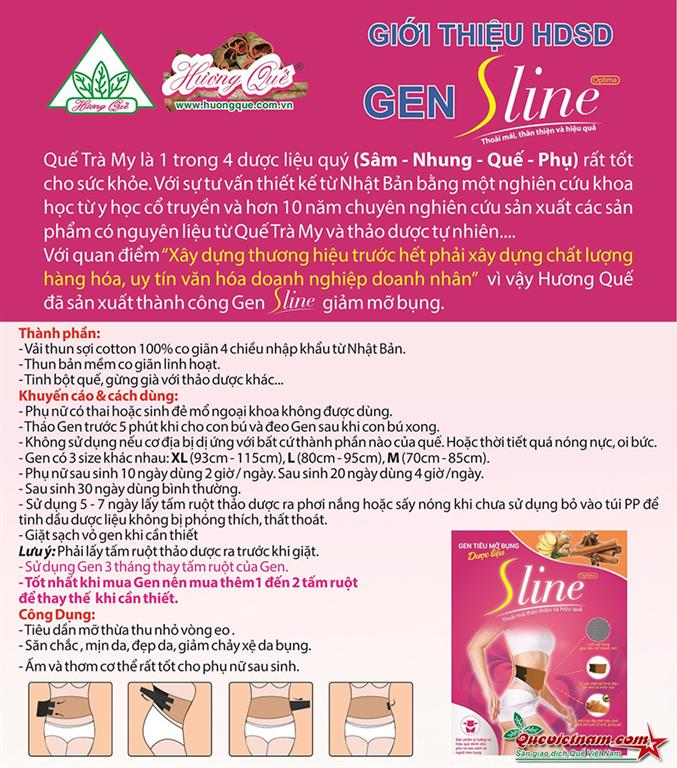 GIỚI THIỆU HDSD
Hương Quế
Hương Quế®
www.huongque.com.vn
GEN Sline
Optima
Thoải mái, thân thiện và hiệu quả
Quế Trà My là 1 trong 4 dược liệu quý (Sâm - Nhung - Quế - Phụ) rất tốt
cho sức khỏe. Với sự tư vấn thiết kế từ Nhật Bản bằng một nghiên cứu khoa
học từ y học cổ truyền và hơn 10 năm chuyên nghiên cứu sản xuất các sản
phẩm có nguyên liệu từ Quế Trà My và thảo dược tự nhiên....
Với quan điểm “Xây dựng thương hiệu trước hết phải xây dựng chất lượng
hàng hóa, uy tín văn hóa doanh nghiệp doanh nhân” vì vậy Hương Quế
đã sản xuất thành công Gen Sline giảm mỡ bụng.
Thành phần:
- Vải thun sợi cotton 100% co giãn 4 chiều nhập khẩu từ Nhật Bản.
- Thun bản mềm co giãn linh hoạt.
- Tinh bột quế, gừng già với thảo dược khác...
Khuyến cáo & cách dùng:
- Phụ nữ có thai hoặc sinh đẻ mổ ngoại khoa không được dùng.
- Tháo Gen trước 5 phút khi cho con bú và đeo Gen sau khi con bú xong.
- Không sử dụng nếu cơ địa bị dị ứng với bất cứ thành phần nào của quế. Hoặc thời tiết quá nóng nực, oi bức.
- Gen có 3 size khác nhau: XL (93cm - 115cm), L (80cm - 95cm), M (70cm - 85cm).
- Phụ nữ sau sinh 10 ngày dùng 2 giờ / ngày. Sau sinh 20 ngày dùng 4 giờ /ngày.
- Sau sinh 30 ngày dùng bình thường.
- Sử dụng 5 - 7 ngày lấy tấm ruột thảo dược ra phơi nắng hoặc sấy nóng khi chưa sử dụng bỏ vào túi PP để
tinh dầu dược liệu không bị phóng thích, thất thoát.
- Giặt sạch vỏ gen khi cần thiết
Lưu ý: Phải lấy tấm ruột thảo dược ra trước khi giặt.
- Sử dụng Gen 3 tháng thay tấm ruột của Gen.
-Tốt nhất khi mua Gen nên mua thêm 1 đến 2 tấm ruột
để thay thế khi cần thiết.
Công Dụng:
- Tiêu dần mỡ thừa thu nhỏ vòng eo .
- Săn chắc , mịn da, đẹp da, giảm chảy xệ da bụng.
- Ấm và thơm cơ thể rất tốt cho phụ nữ sau sinh.
GEN TIÊU MỠ BỤNG
Dược liệu
Sline
Optima
Thoải mái thân thiện và hiệu quả
Quevietnam.com
Sàn giao dịch Quế Việt Nam